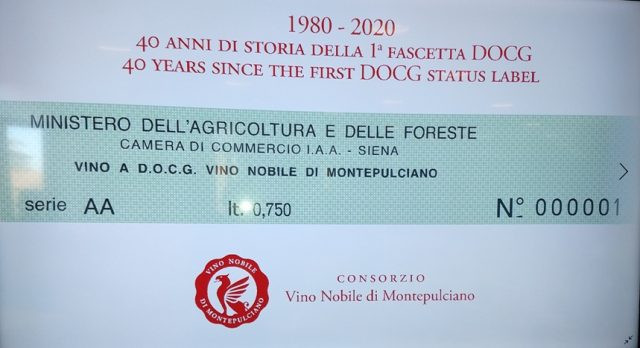 1980 - 2020
40 ANNI DI STORIA DELLA 1ª FASCETTA DOCG
40 YEARS SINCE THE FIRST DOCG STATUS LABEL
MINISTERO DELL'AGRICOLTURA E DELLE FORESTE
CAMERA DI COMMERCIO I.A.A. - SIENA
VINO A D.O.C.G. VINO NOBILE DI MONTEPULCIANO
serie AA lt. 0,750 Nº 000001
VINO NOBILE
DI MONTEPULCIANO
CONSORZIO
Vino Nobile di Montepulciano